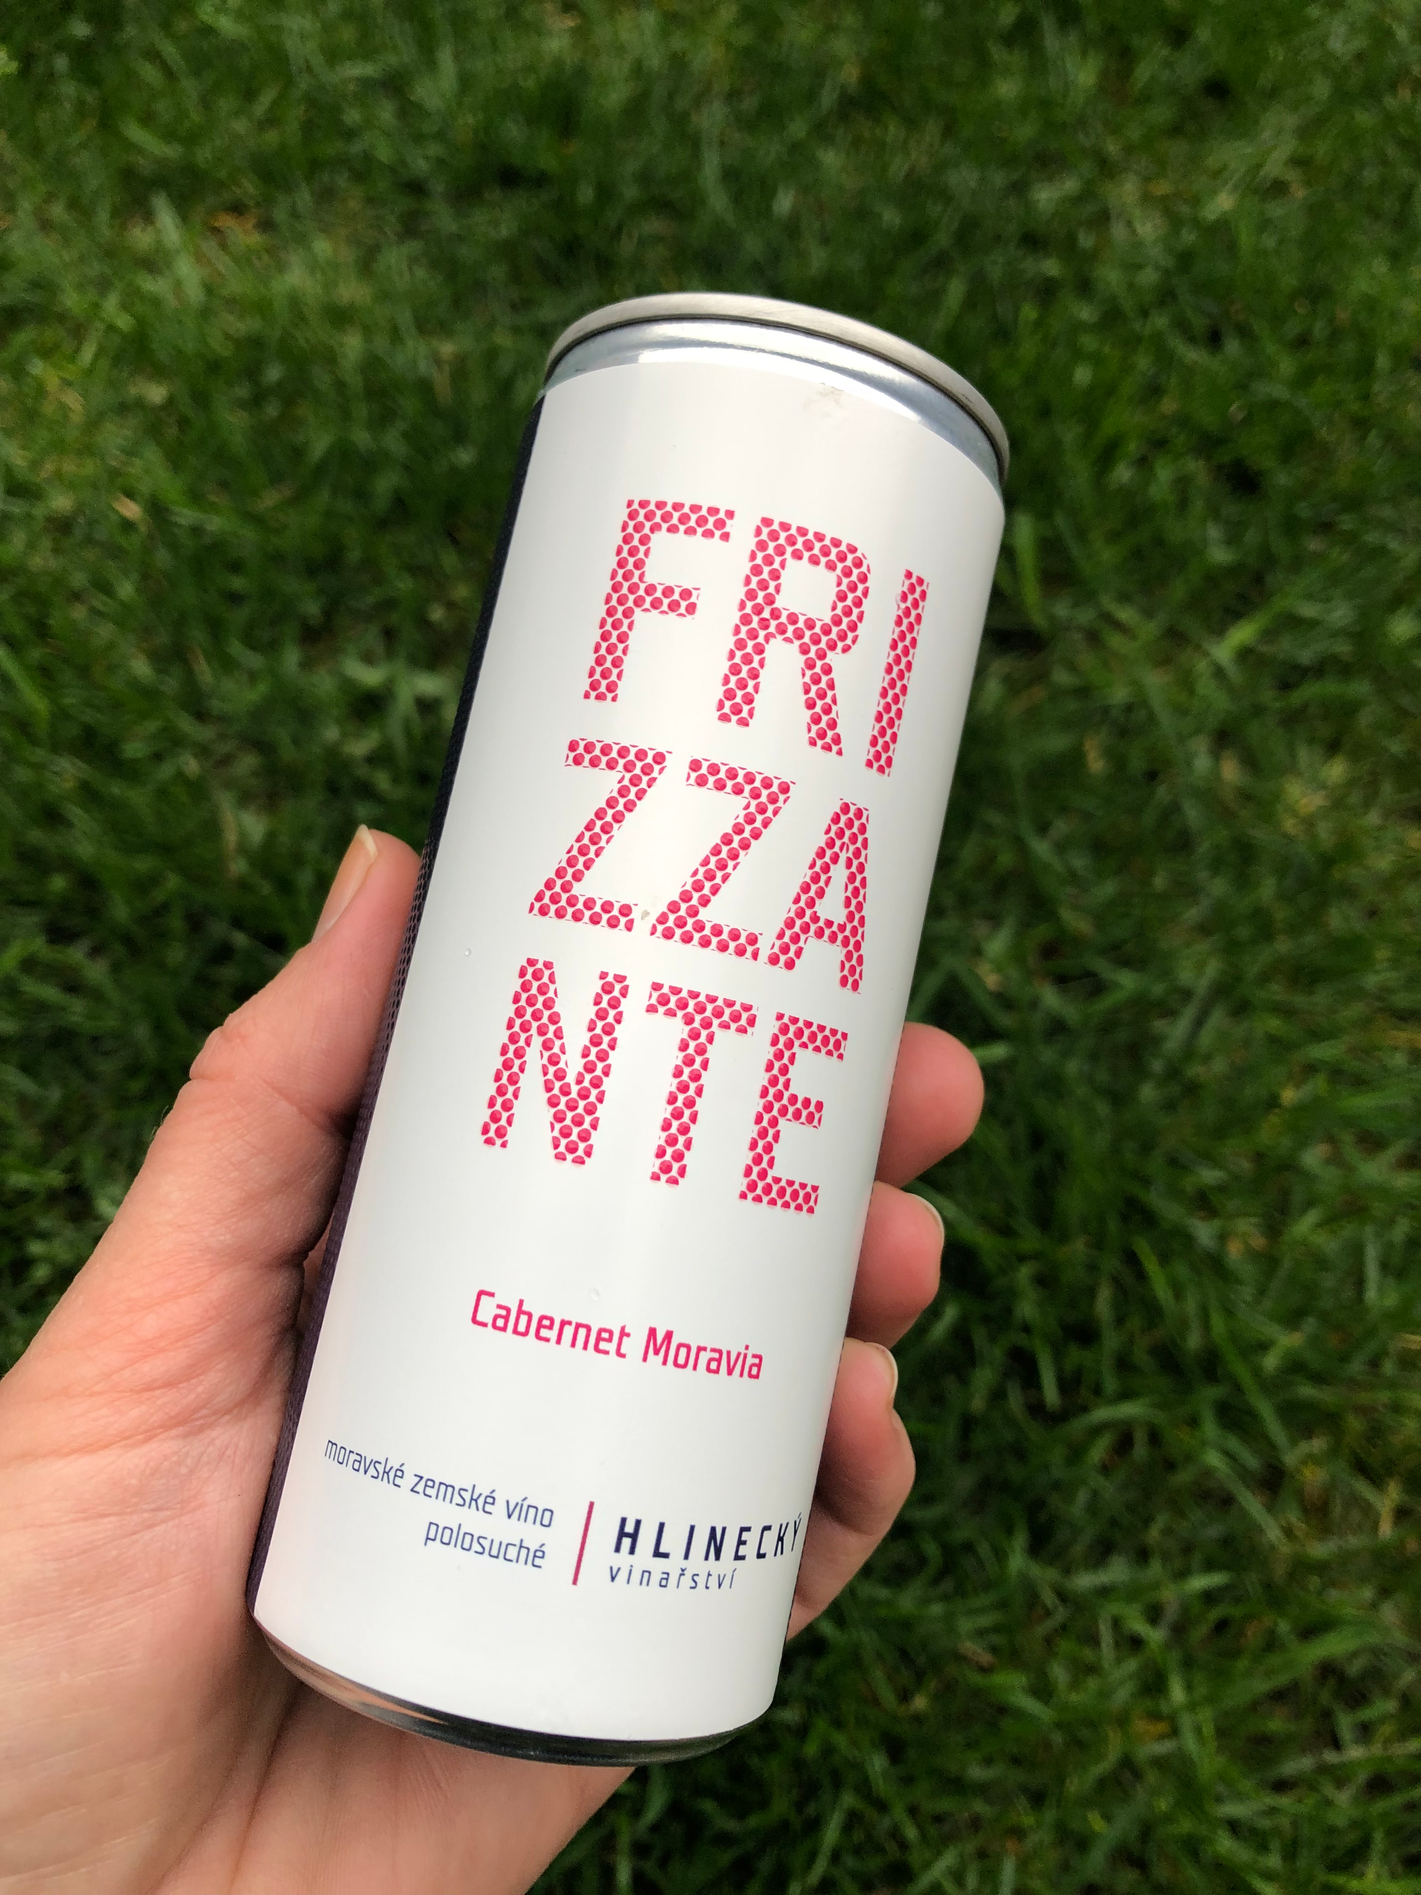 FRI
ZZA
NTE
Cabernet Moravia
moravské zemské víno
polosuché
HLINECKÝ
vinařství